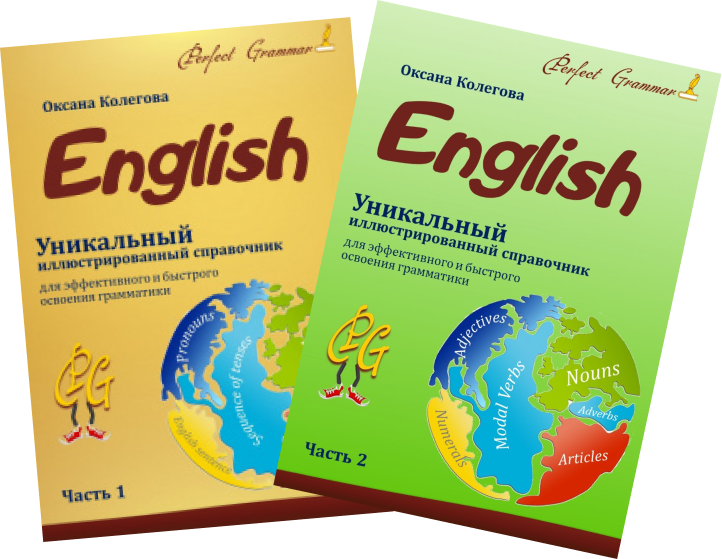 Perfect Grammar
Оксана Колегова
English
Уникальный
иллюстрированный справочник
для эффективного и быстрого
освоения грамматики
Pronouns
Sequence of tenses
English sentence
PG
Часть 1
Perfect Grammar
Оксана Колегова
English
Уникальный
иллюстрированный справочник
для эффективного и быстрого
освоения грамматики
Adjectives
Modal Verbs
Nouns
Adverbs
Numerals
Articles
PG
Часть 2